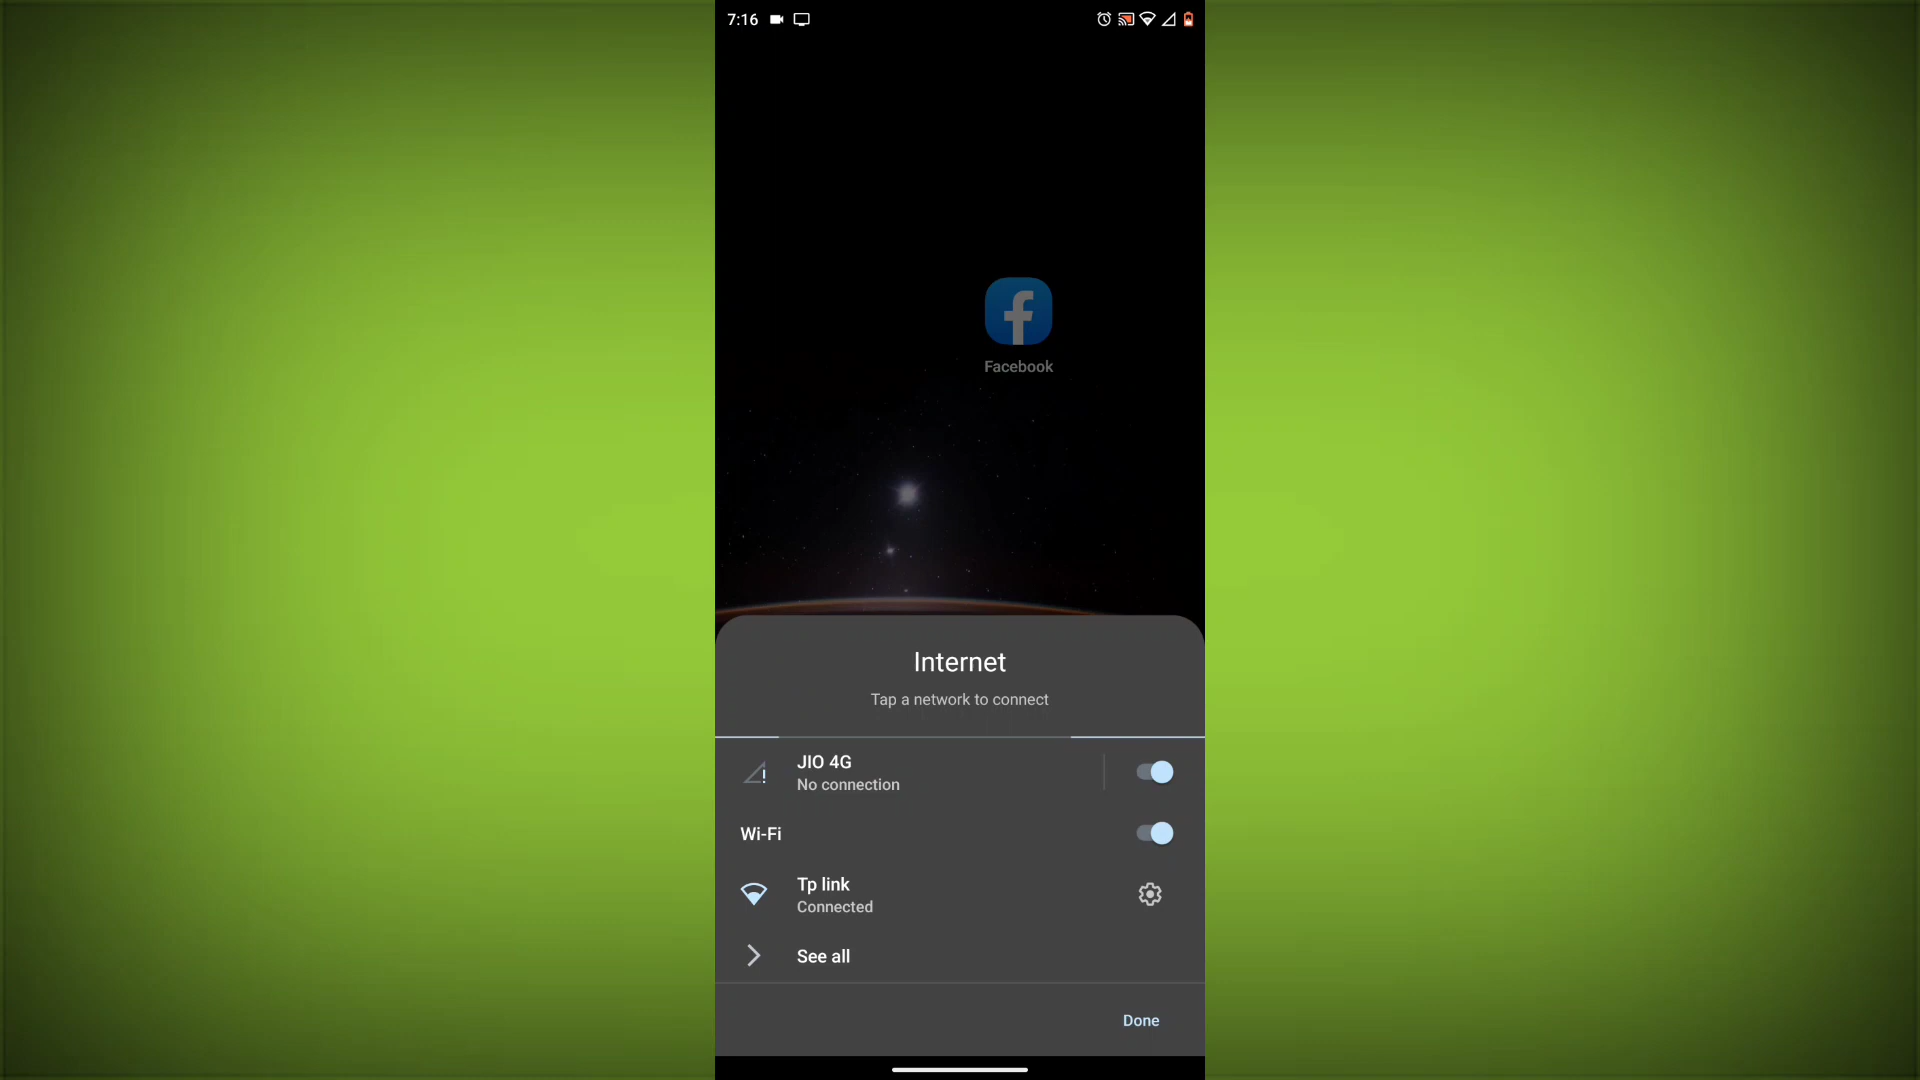 7:16
Facebook
Internet
Tap a network to connect
JIO 4G
No connection
Wi-Fi
Tp link
Connected
See all
Done